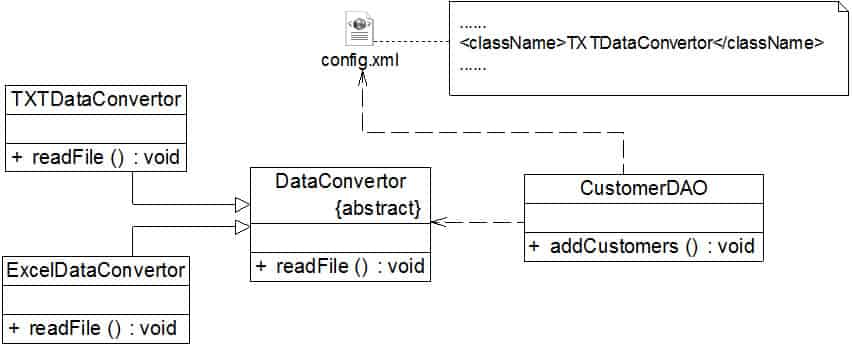 ......
<className>TXTDataConvertor</className>
......
config.xml
TXTDataConvertor
+ readFile () : void
DataConvertor
{abstract}
+ readFile () : void
CustomerDAO
+ addCustomers () : void
ExcelDataConvertor
+ readFile () : void